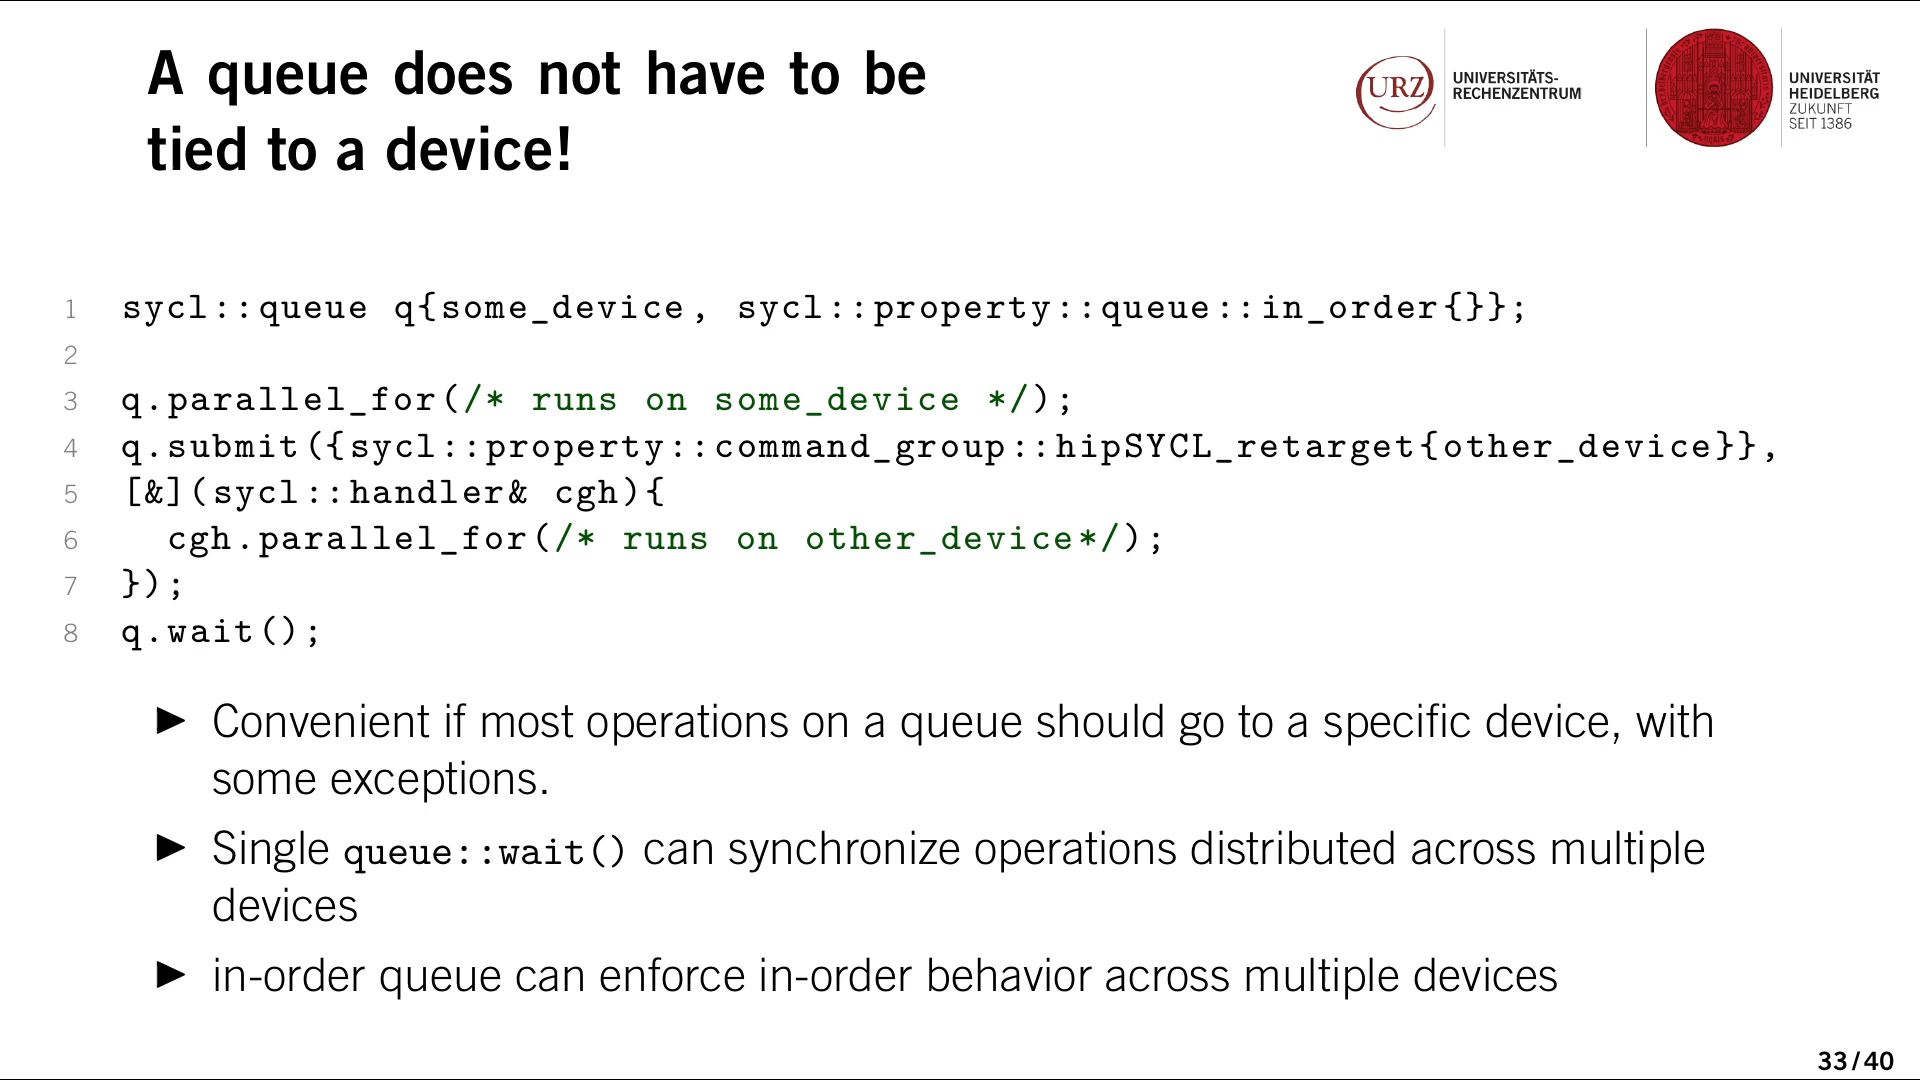 A queue does not have to be
tied to a device!
URZ
UNIVERSITÄTS-
RECHENZENTRUM
UNIVERSITÄT
HEIDELBERG
ZUKUNFT
SEIT 1386
1 sycl::queue q{some_device, sycl::property::queue::in_order{}};
2
3 q.parallel_for(/* runs on some_device */);
4 q.submit({sycl::property::command_group::hipSYCL_retarget{other_device}},
5 [&](sycl::handler& cgh){
6   cgh.parallel_for(/* runs on other_device*/);
7 });
8 q.wait();
▶ Convenient if most operations on a queue should go to a specific device, with
some exceptions.
▶ Single queue::wait() can synchronize operations distributed across multiple
devices
▶ in-order queue can enforce in-order behavior across multiple devices
33/40